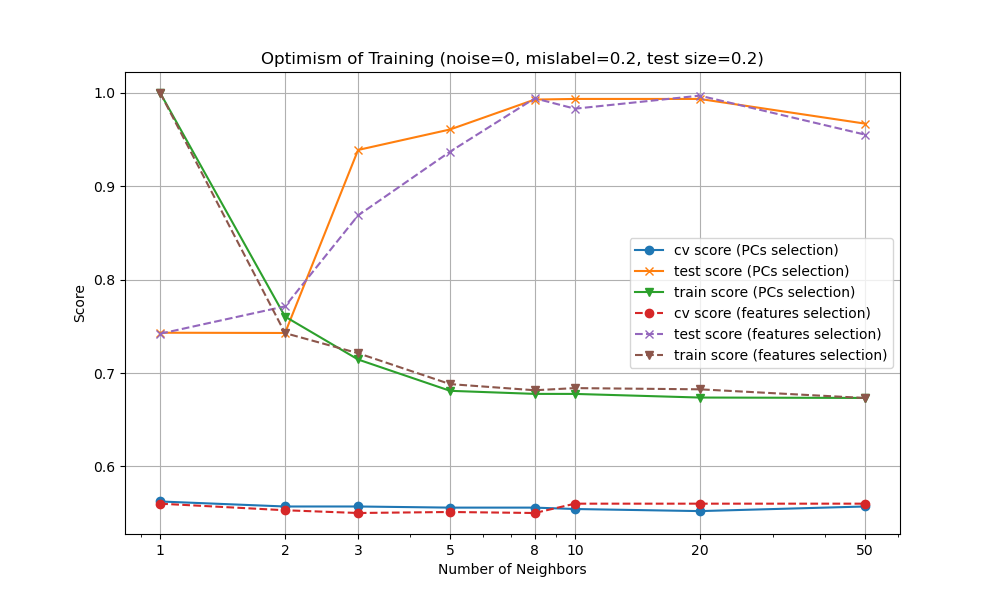 Optimism of Training (noise=0, mislabel=0.2, test size=0.2)
Score
1.0
0.9
0.8
0.7
0.6
cv score (PCs selection)
test score (PCs selection)
train score (PCs selection)
cv score (features selection)
test score (features selection)
train score (features selection)
1 2 3 5 8 10 20 50
Number of Neighbors